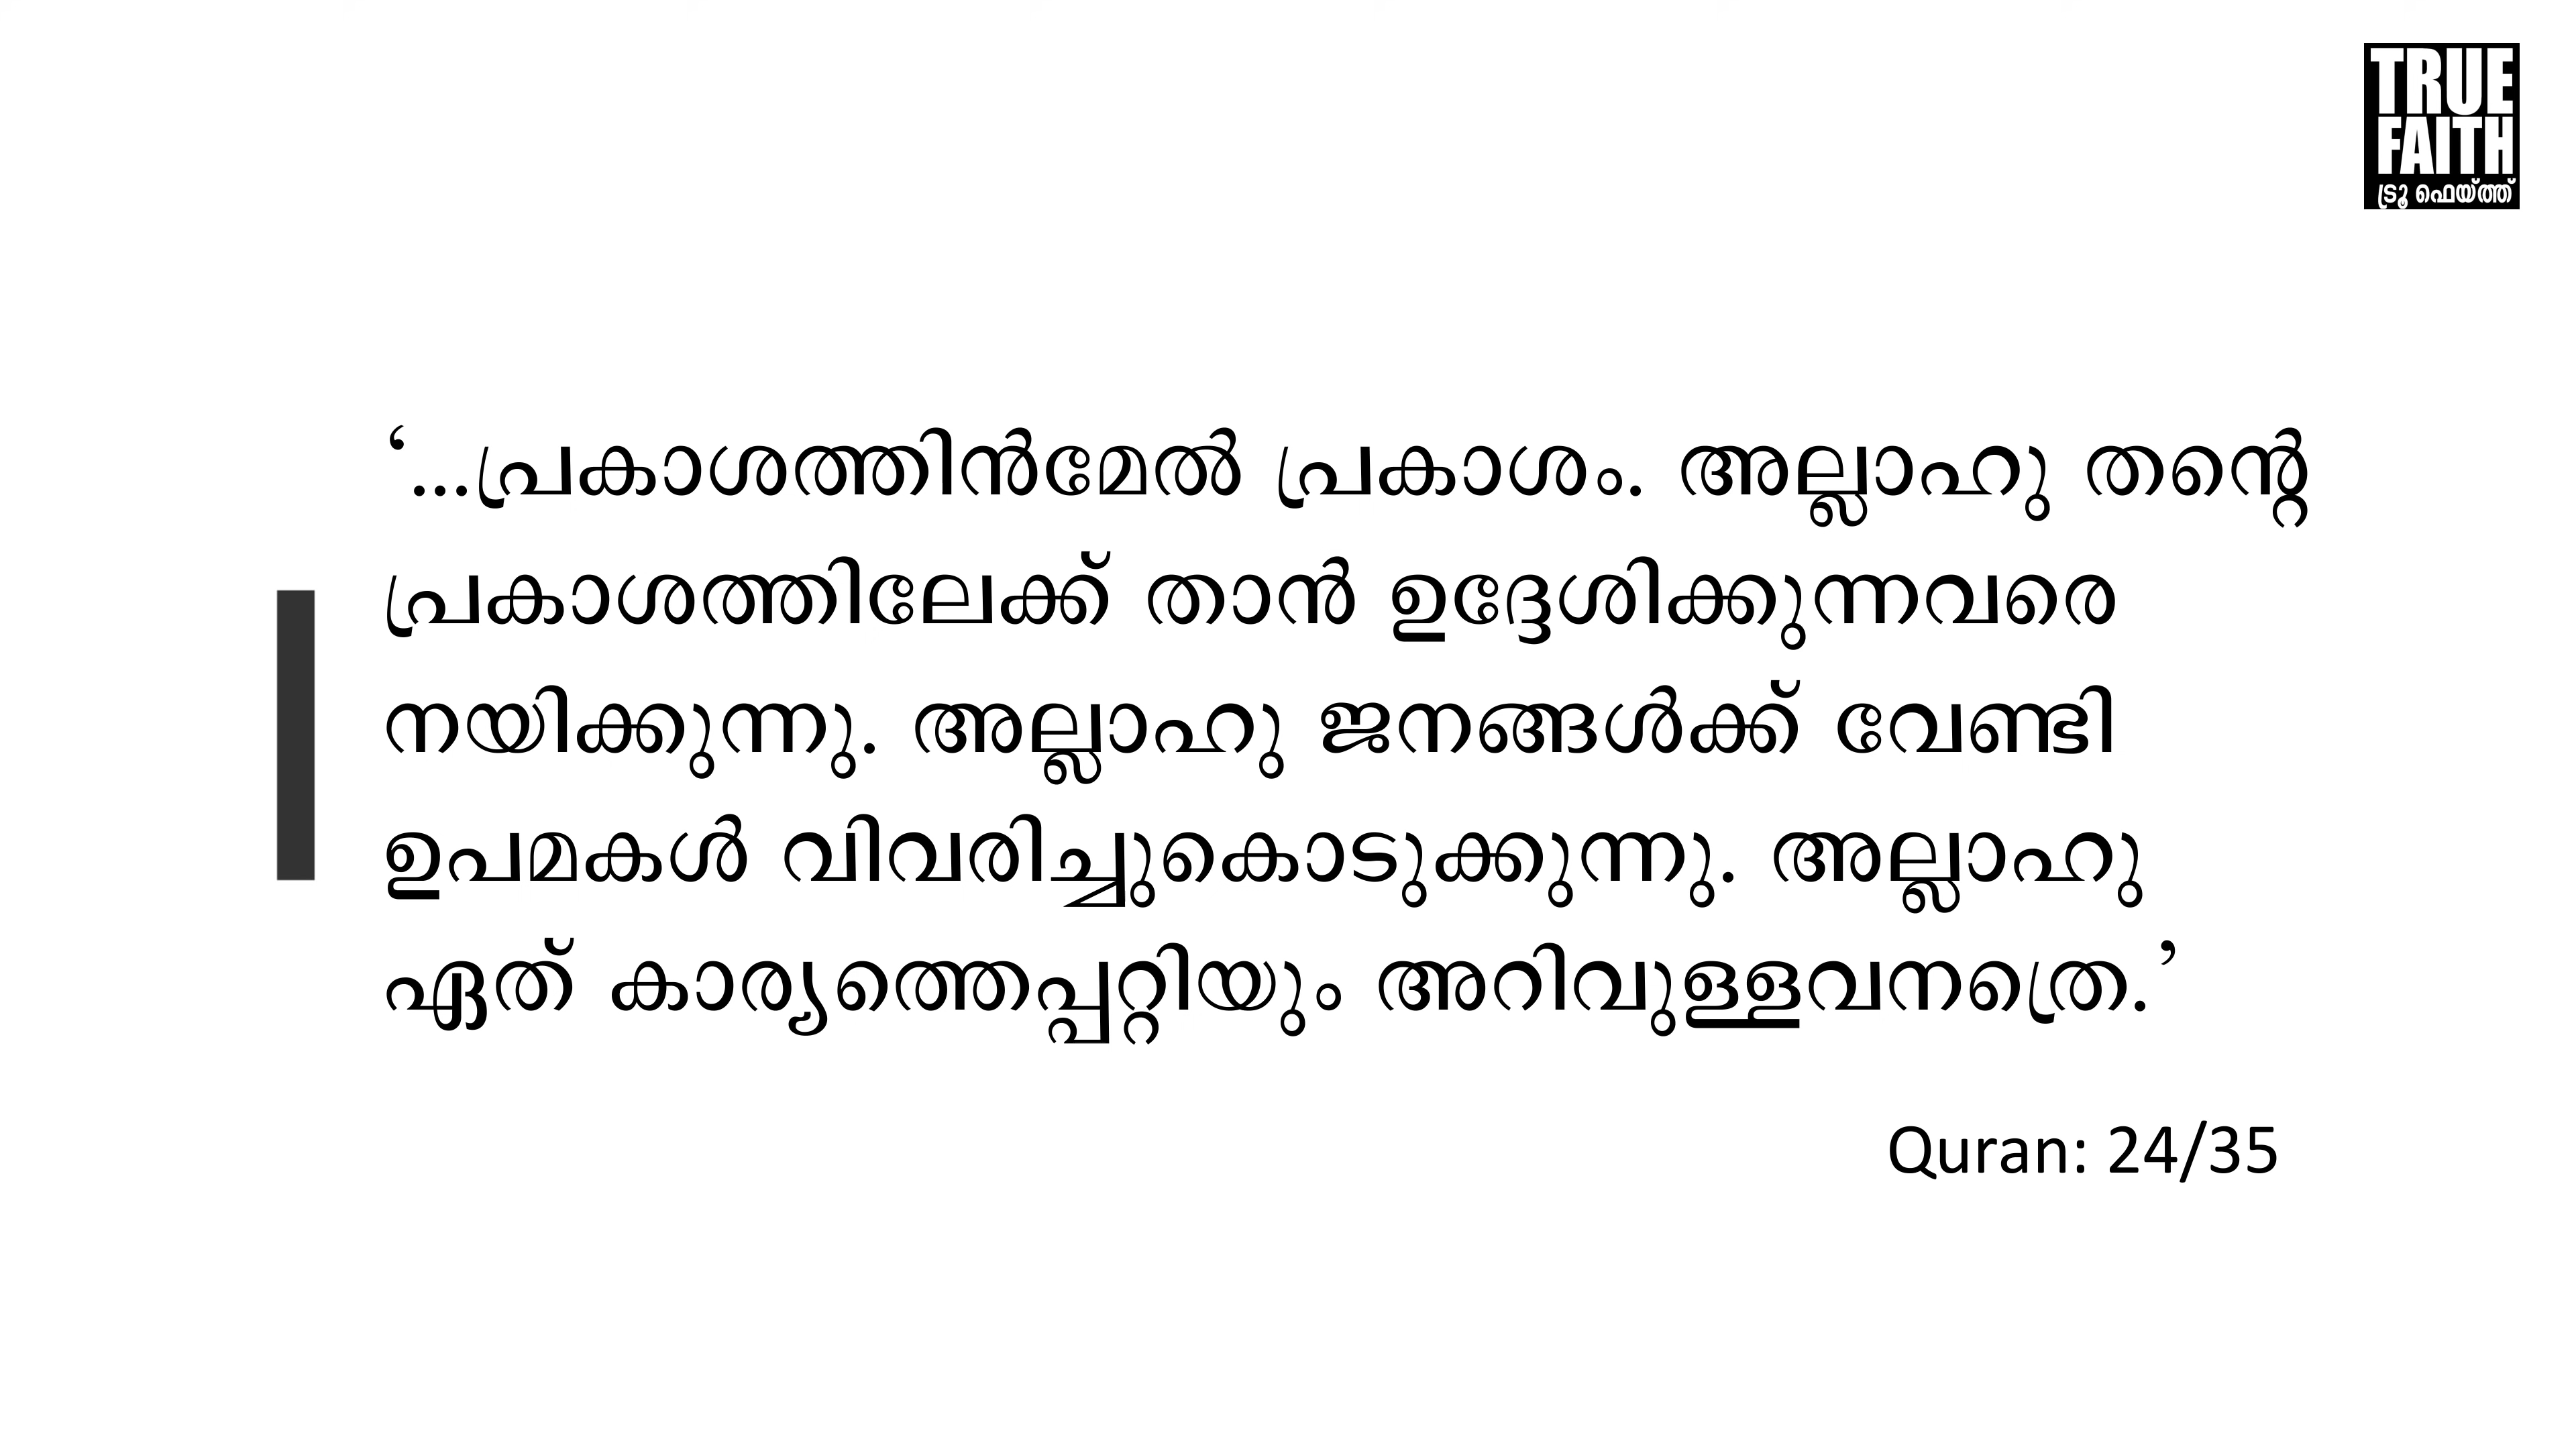 TRUE
FAITH
ട്രൂ ഫെയ്ത്ത്
‘...പ്രകാശത്തിൻമേൽ പ്രകാശം. അല്ലാഹു തന്റെ
പ്രകാശത്തിലേക്ക് താൻ ഉദ്ദേശിക്കുന്നവരെ
നയിക്കുന്നു. അല്ലാഹു ജനങ്ങൾക്ക് വേണ്ടി
ഉപമകൾ വിവരിച്ചുകൊടുക്കുന്നു. അല്ലാഹു
ഏത് കാര്യത്തെപ്പറ്റിയും അറിവുള്ളവനത്രെ.’
Quran: 24/35